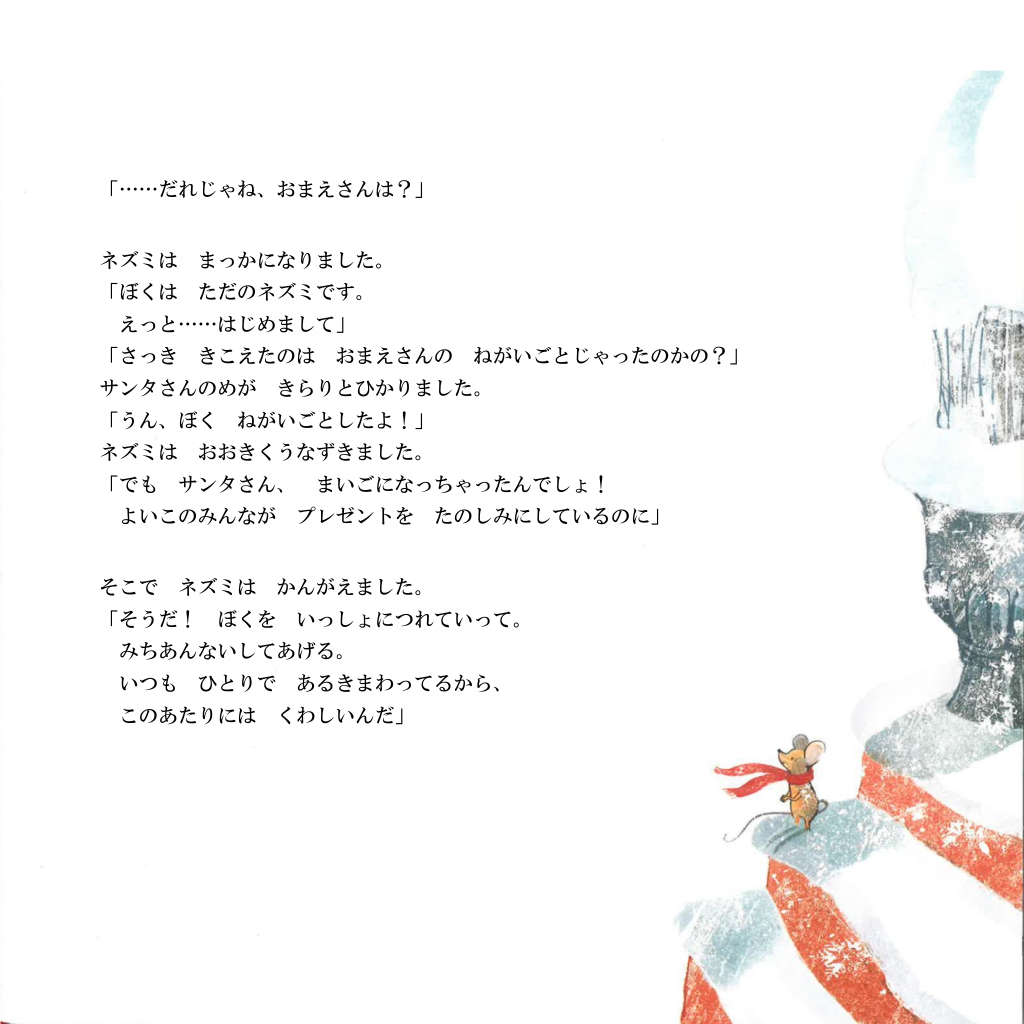 「……だれじゃね、おまえさんは？」
ネズミは　まっかになりました。
「ぼくは　ただのネズミです。
　えっと……はじめまして」
「さっき　きこえたのは　おまえさんの　ねがいごとじゃったのかの？」
サンタさんのめが　きらりとひかりました。
「うん、ぼく　ねがいごとしたよ！」
ネズミは　おおきくうなずきました。
「でも　サンタさん、　まいごになっちゃったんでしょ！
　よいこのみんなが　プレゼントを　たのしみにしているのに」
そこで　ネズミは　かんがえました。
「そうだ！　ぼくを　いっしょにつれていって。
　みちあんないしてあげる。
　いつも　ひとりで　あるきまわってるから、
　このあたりには　くわしいんだ」